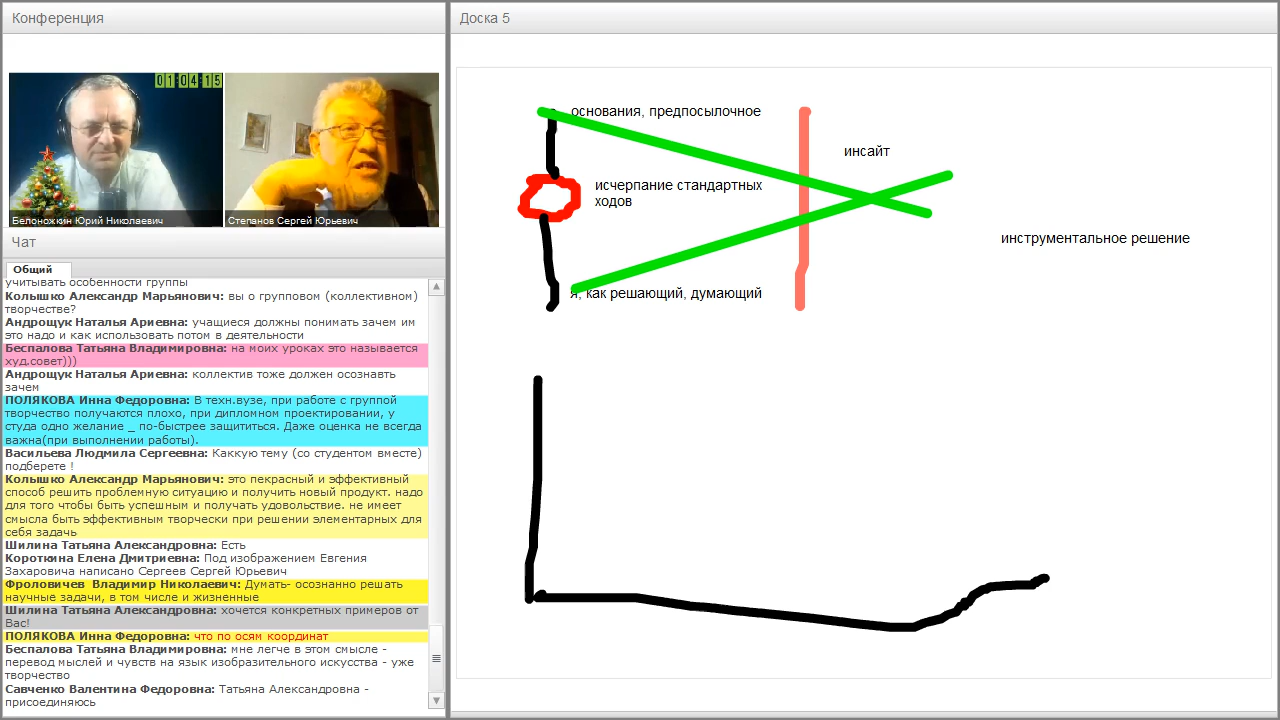 Конференция
01:04:15
Белоножкин Юрий Николаевич
Степанов Сергей Юрьевич
Чат
Общий
учитывать особенности группы
Колышко Александр Марьянович: вы о групповом (коллективном)
творчестве?
Андрощук Наталья Ариевна: учащиеся должны понимать зачем им
это надо и как использовать потом в деятельности
Беспалова Татьяна Владимировна: на моих уроках это называется
худ.совет)))
Андрощук Наталья Ариевна: коллектив тоже должен осознавть
зачем
ПОЛЯКОВА Инна Федоровна: В техн.вузе, при работе с группой
творчество получаются плохо, при дипломном проектировании, у
студа одно желание _ по-быстрее защититься. Даже оценка не всегда
важна(при выполнении работы).
Васильева Людмила Сергеевна: Каккую тему (со студентом вместе)
подберете !
Колышко Александр Марьянович: это пекрасный и эффективный
способ решить проблемную ситуацию и получить новый продукт. надо
для того чтобы быть успешным и получать удовольствие. не имеет
смысла быть эффективным творчески при решении элементарных для
себя задачь
Шилина Татьяна Александровна: Есть
Короткина Елена Дмитриевна: Под изображением Евгения
Захаровича написано Сергеев Сергей Юрьевич
Фроловичев Владимир Николаевич: Думать- осознанно решать
научные задачи, в том числе и жизненные
Шилина Татьяна Александровна: хочется конкретных примеров от
Вас!
ПОЛЯКОВА Инна Федоровна: что по осям координат
Беспалова Татьяна Владимировна: мне легче в этом смысле -
перевод мыслей и чувств на язык изобразительного искусства - уже
творчество
Савченко Валентина Федоровна: Татьяна Александровна -
присоединяюсь
Доска 5
основания, предпосылочное
инсайт
исчерпание стандартных
ходов
инструментальное решение
я, как решающий, думающий